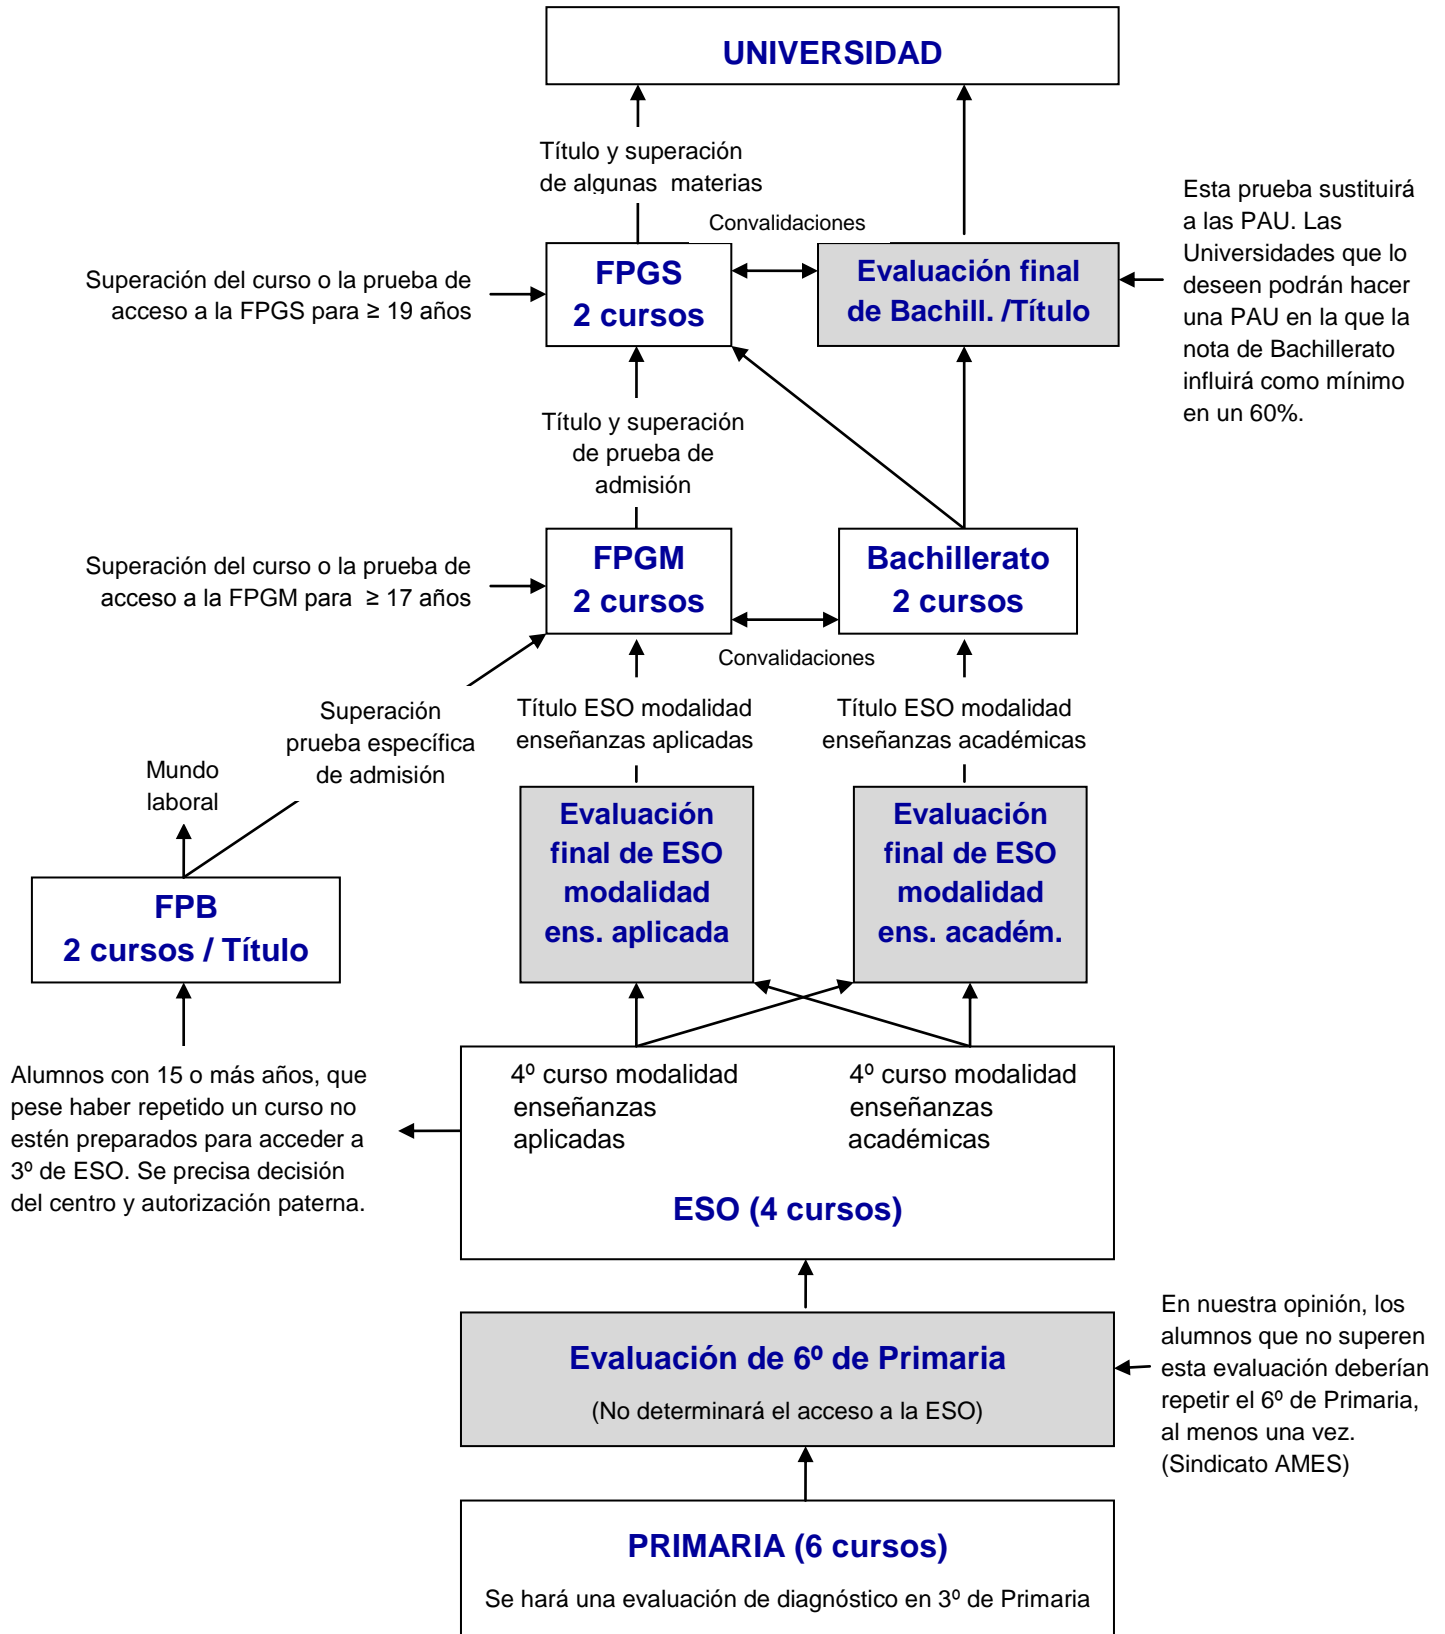 UNIVERSIDAD
Título y superación
de algunas materias
Convalidaciones
Esta prueba sustituirá
a las PAU. Las
Universidades que lo
deseen podrán hacer
una PAU en la que la
nota de Bachillerato
influirá como mínimo
en un 60%.
Superación del curso o la prueba de
acceso a la FPGS para ≥ 19 años
FPGS
2 cursos
Evaluación final
de Bachill. /Título
Título y superación
de prueba de
admisión
Superación del curso o la prueba de
acceso a la FPGM para ≥ 17 años
FPGM
2 cursos
Bachillerato
2 cursos
Convalidaciones
Superación
prueba específica
de admisión
Título ESO modalidad
enseñanzas aplicadas
Título ESO modalidad
enseñanzas académicas
Mundo
laboral
Evaluación
final de ESO
modalidad
ens. aplicada
Evaluación
final de ESO
modalidad
ens. académ.
FPB
2 cursos / Título
Alumnos con 15 o más años, que
pese haber repetido un curso no
estén preparados para acceder a
3º de ESO. Se precisa decisión
del centro y autorización paterna.
4º curso modalidad
enseñanzas
aplicadas
4º curso modalidad
enseñanzas
académicas
ESO (4 cursos)
Evaluación de 6º de Primaria
(No determinará el acceso a la ESO)
En nuestra opinión, los
alumnos que no superen
esta evaluación deberían
repetir el 6º de Primaria,
al menos una vez.
(Sindicato AMES)
PRIMARIA (6 cursos)
Se hará una evaluación de diagnóstico en 3º de Primaria